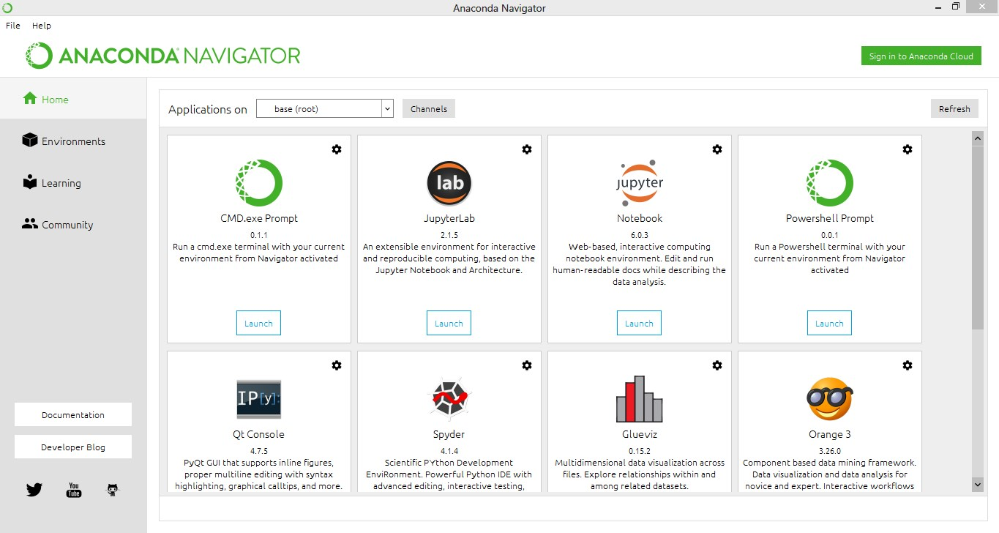 Anaconda Navigator
File Help
ANACONDA NAVIGATOR
Sign in to Anaconda Cloud
Home
Environments
Learning
Community
Documentation
Developer Blog
You
Tube
Applications on base (root) Channels Refresh
CMD.exe Prompt
0.1.1
Run a cmd.exe terminal with your current
environment from Navigator activated
Launch
lab
JupyterLab
2.1.5
An extensible environment for interactive
and reproducible computing, based on the
Jupyter Notebook and Architecture.
Launch
jupyter
Notebook
6.0.3
Web-based, interactive computing
notebook environment. Edit and run
human-readable docs while describing the
data analysis.
Launch
Powershell Prompt
0.0.1
Run a Powershell terminal with your
current environment from Navigator
activated
Launch
IP[y]:
Qt Console
4.7.5
PyQt GUI that supports inline figures,
proper multiline editing with syntax
highlighting, graphical calltips, and more.
Spyder
4.1.4
Scientific PYthon Development
EnviRonment. Powerful Python IDE with
advanced editing, interactive testing,
Glueviz
0.15.2
Multidimensional data visualization across
files. Explore relationships within and
among related datasets.
Orange 3
3.26.0
Component based data mining framework.
Data visualization and data analysis for
novice and expert. Interactive workflows